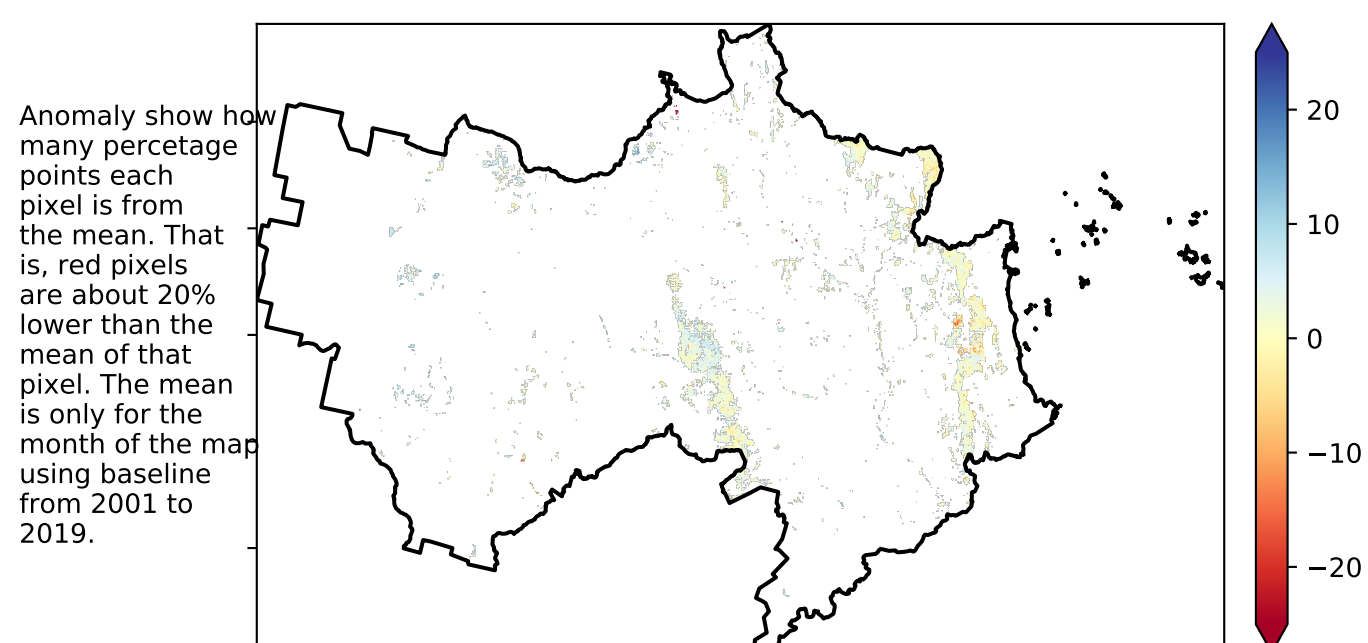 Anomaly show how
many percetage
points each
pixel is from
the mean. That
is, red pixels
are about 20%
lower than the
mean of that
pixel. The mean
is only for the
month of the map
using baseline
from 2001 to
2019.
20
10
0
−10
−20